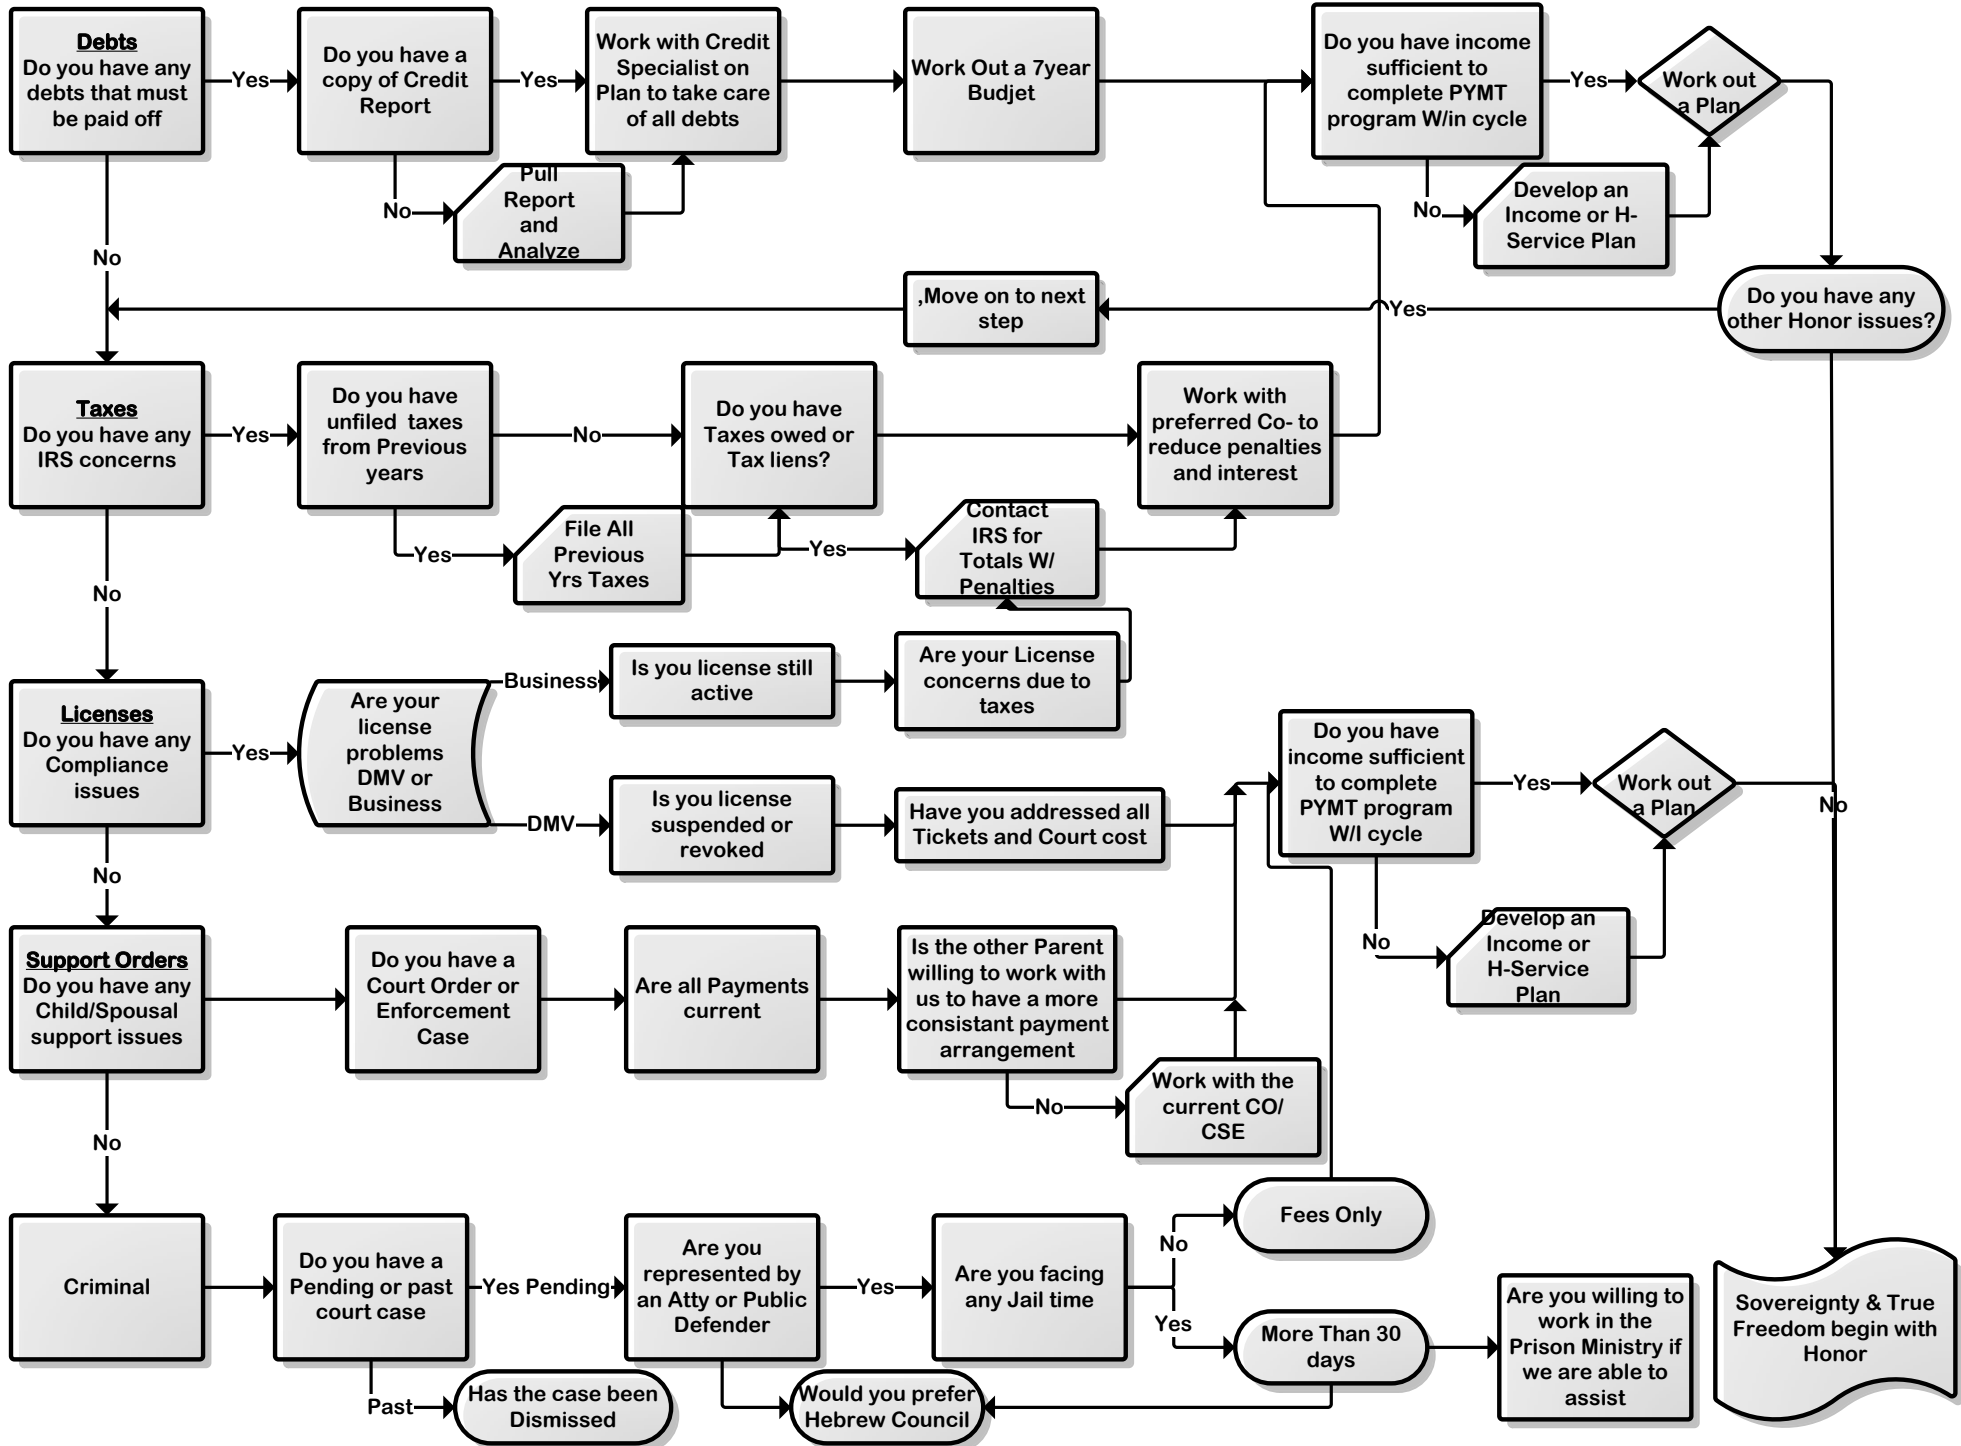 Debts
Do you have any
debts that must
be paid off
Yes
Do you have a
copy of Credit
Report
Yes
Work with Credit
Specialist on
Plan to take care
of all debts
Work Out a 7year
Budjet
Do you have income
sufficient to
complete PYMT
program W/in cycle
Yes
Work out
a Plan
No
Pull
Report
and
Analyze
No
Develop an
Income or H-
Service Plan
No
,Move on to next
step
Yes
Do you have any
other Honor issues?
Taxes
Do you have any
IRS concerns
Yes
Do you have
unfiled taxes
from Previous
years
No
Do you have
Taxes owed or
Tax liens?
Work with
preferred Co- to
reduce penalties
and interest
Yes
File All
Previous
Yrs Taxes
Yes
Contact
IRS for
Totals W/
Penalties
No
Licenses
Do you have any
Compliance
issues
Yes
Are your
license
problems
DMV or
Business
Business
Is you license still
active
Are your License
concerns due to
taxes
DMV
Is you license
suspended or
revoked
Have you addressed all
Tickets and Court cost
Do you have
income sufficient
to complete
PYMT program
W/I cycle
Yes
Work out
a Plan
No
No
Develop an
Income or
H-Service
Plan
No
Support Orders
Do you have any
Child/Spousal
support issues
Do you have a
Court Order or
Enforcement
Case
Are all Payments
current
Is the other Parent
willing to work with
us to have a more
consistant payment
arrangement
No
Work with the
current CO/
CSE
No
Criminal
Do you have a
Pending or past
court case
Yes Pending
Are you
represented by
an Atty or Public
Defender
Yes
Are you facing
any Jail time
No
Fees Only
Yes
More Than 30
days
Are you willing to
work in the
Prison Ministry if
we are able to
assist
Sovereignty & True
Freedom begin with
Honor
Past
Has the case been
Dismissed
Would you prefer
Hebrew Council